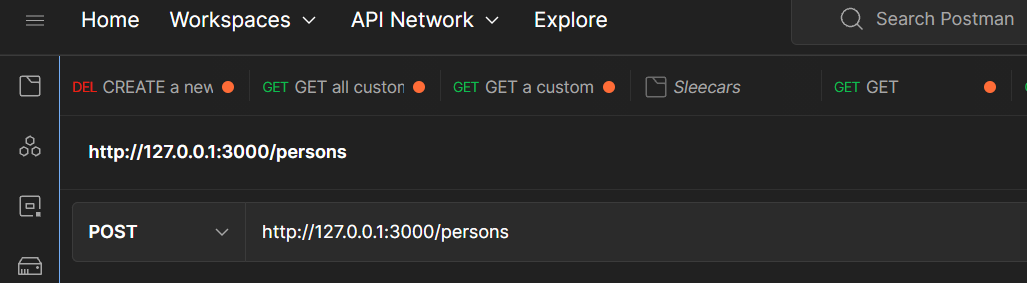 Home Workspaces API Network Explore Search Postman
DEL CREATE a new GET GET all custon GET GET a custom Sleecars GET GET
http://127.0.0.1:3000/persons
POST http://127.0.0.1:3000/persons